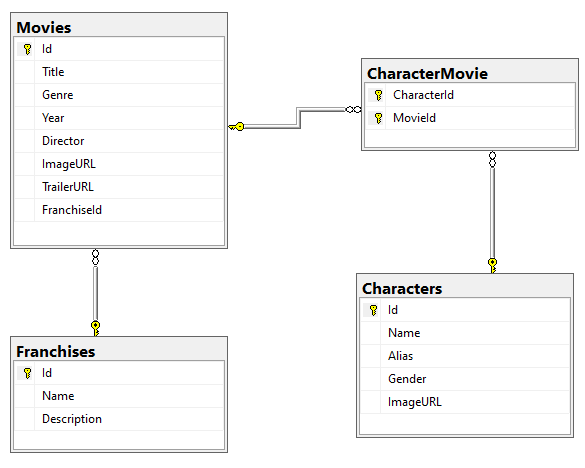 Movies
Id
Title
Genre
Year
Director
ImageURL
TrailerURL
FranchiseId
CharacterMovie
CharacterId
MovieId
Franchises
Id
Name
Description
Characters
Id
Name
Alias
Gender
ImageURL